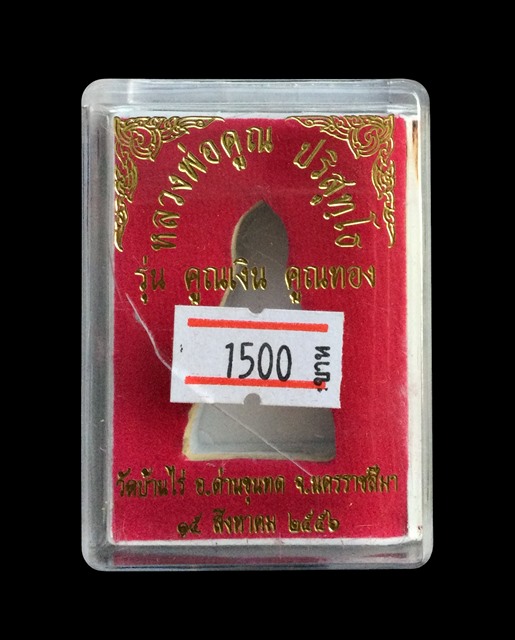 หลวงพ่อคูณ ปริสุทฺโธ
รุ่น คูณเงิน คูณทอง
1500 บาท
วัดบ้านไร่ อ.ด่านขุนทด จ.นครราชสีมา
๑๕ สิงหาคม ๒๕๕๖